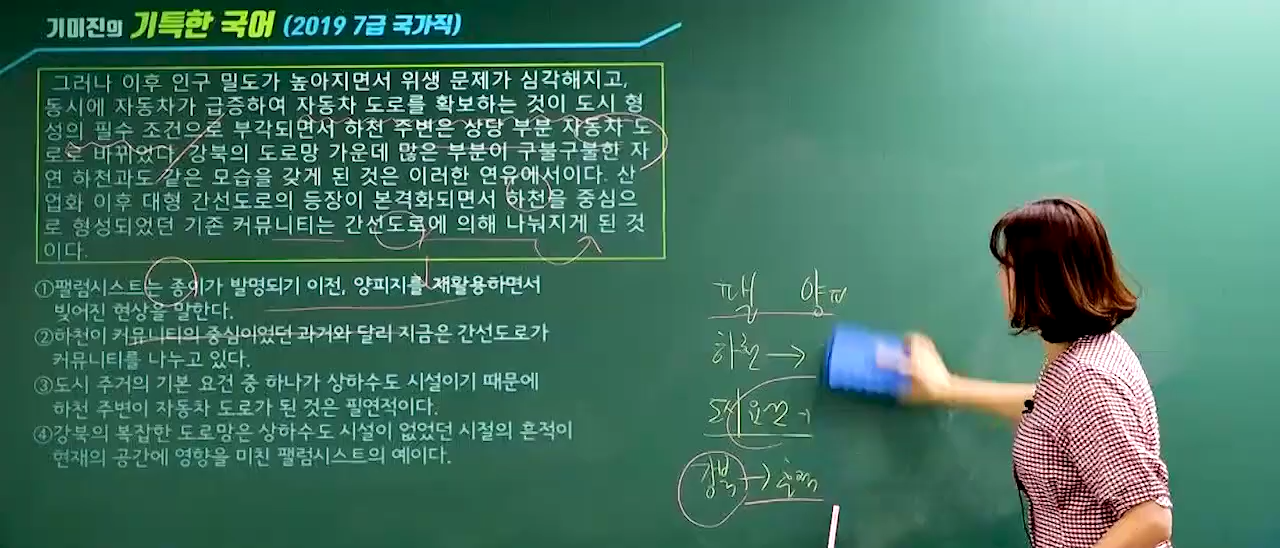 기미진의 기특한 국어 (2019 7급 국가직)
그러나 이후 인구 밀도가 높아지면서 위생 문제가 심각해지고,
동시에 자동차가 급증하여 자동차 도로를 확보하는 것이 도시 형
성의 필수 조건으로 부각되면서 하천 주변은 상당 부분 자동차 도
로로 바뀌었다. 강북의 도로망 가운데 많은 부분이 구불구불한 자
연 하천과도 같은 모습을 갖게 된 것은 이러한 연유에서이다. 산
업화 이후 대형 간선도로의 등장이 본격화되면서 하천을 중심으
로 형성되었던 기존 커뮤니티는 간선도로에 의해 나눠지게 된 것
이다.
①팰럼시스트는 종이가 발명되기 이전, 양피지를 재활용하면서
빚어진 현상을 말한다.
②하천이 커뮤니티의 중심이었던 과거와 달리 지금은 간선도로가
커뮤니티를 나누고 있다.
③도시 주거의 기본 요건 중 하나가 상하수도 시설이기 때문에
하천 주변이 자동차 도로가 된 것은 필연적이다.
④강북의 복잡한 도로망은 상하수도 시설이 없었던 시절의 흔적이
현재의 공간에 영향을 미친 팰럼시스트의 예이다.
팰 양피
하천 →
강북 →